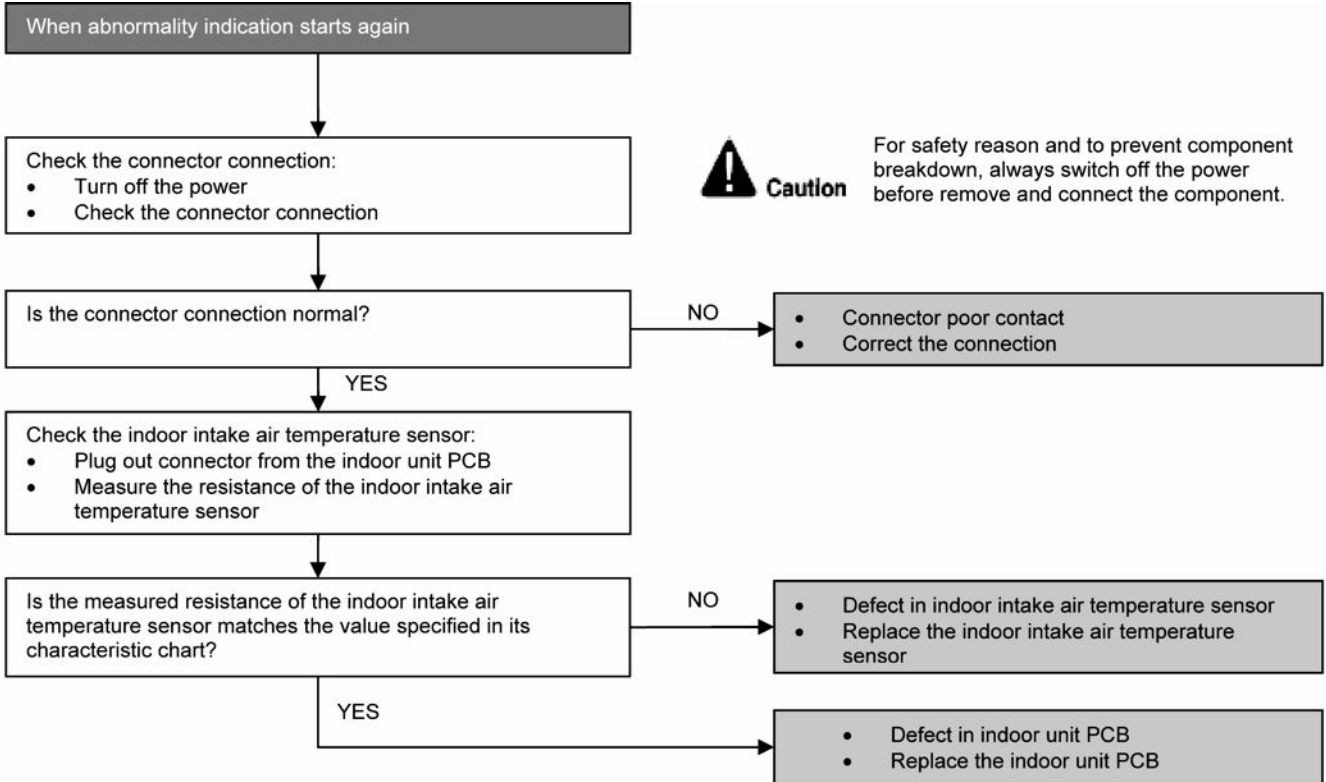 When abnormality indication starts again
Check the connector connection:
• Turn off the power
• Check the connector connection
Caution
For safety reason and to prevent component
breakdown, always switch off the power
before remove and connect the component.
Is the connector connection normal?
NO
• Connector poor contact
• Correct the connection
YES
Check the indoor intake air temperature sensor:
• Plug out connector from the indoor unit PCB
• Measure the resistance of the indoor intake air
temperature sensor
Is the measured resistance of the indoor intake air
temperature sensor matches the value specified in its
characteristic chart?
NO
• Defect in indoor intake air temperature sensor
• Replace the indoor intake air temperature
sensor
YES
• Defect in indoor unit PCB
• Replace the indoor unit PCB